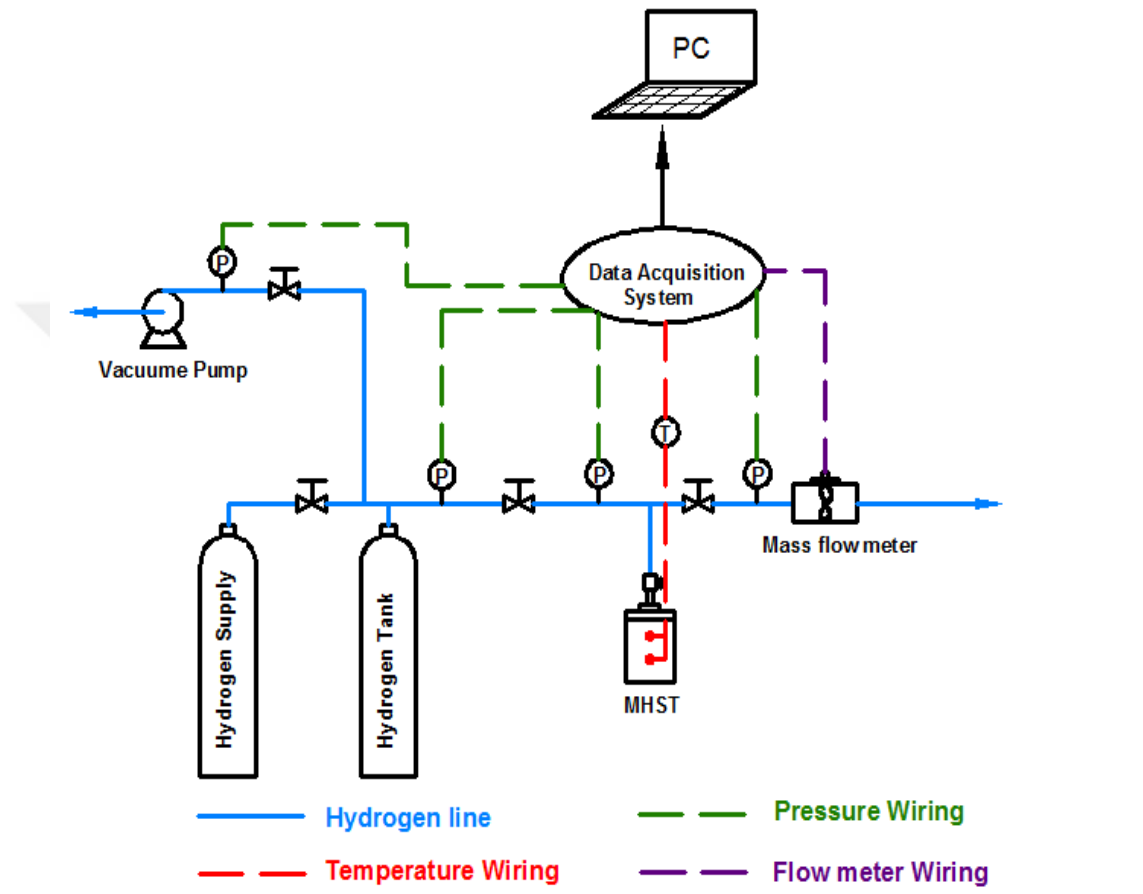 PC
Data Acquisition
System
P
Vacuume Pump
T
P
P
P
Mass flow meter
Hydrogen Supply
Hydrogen Tank
MHST
Hydrogen line
Pressure Wiring
Temperature Wiring
Flow meter Wiring